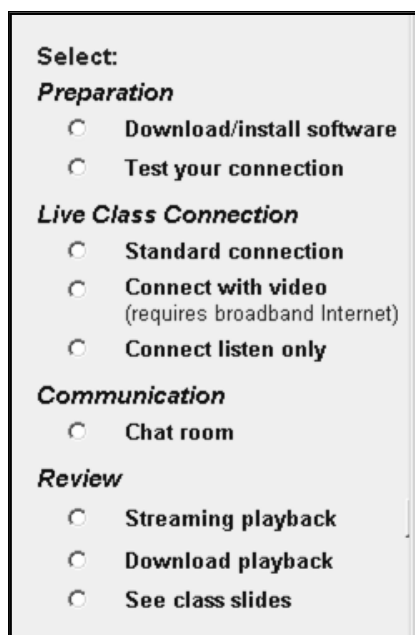 Select:
Preparation
Download/install software
Test your connection
Live Class Connection
Standard connection
Connect with video
(requires broadband Internet)
Connect listen only
Communication
Chat room
Review
Streaming playback
Download playback
See class slides